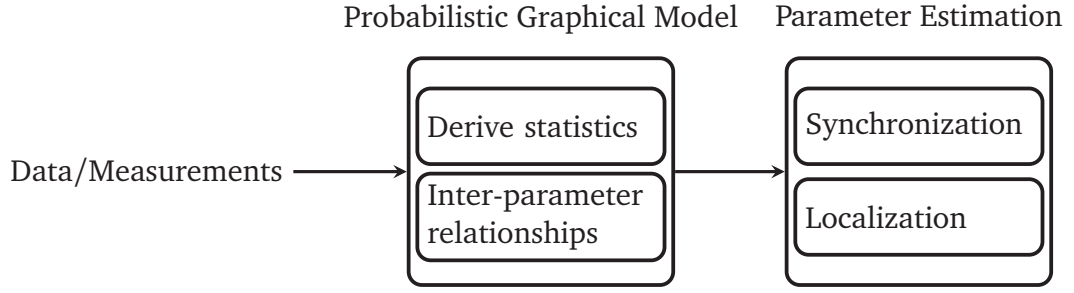 Probabilistic Graphical Model
Parameter Estimation
Derive statistics
Synchronization
Data/Measurements
Inter-parameter
relationships
Localization